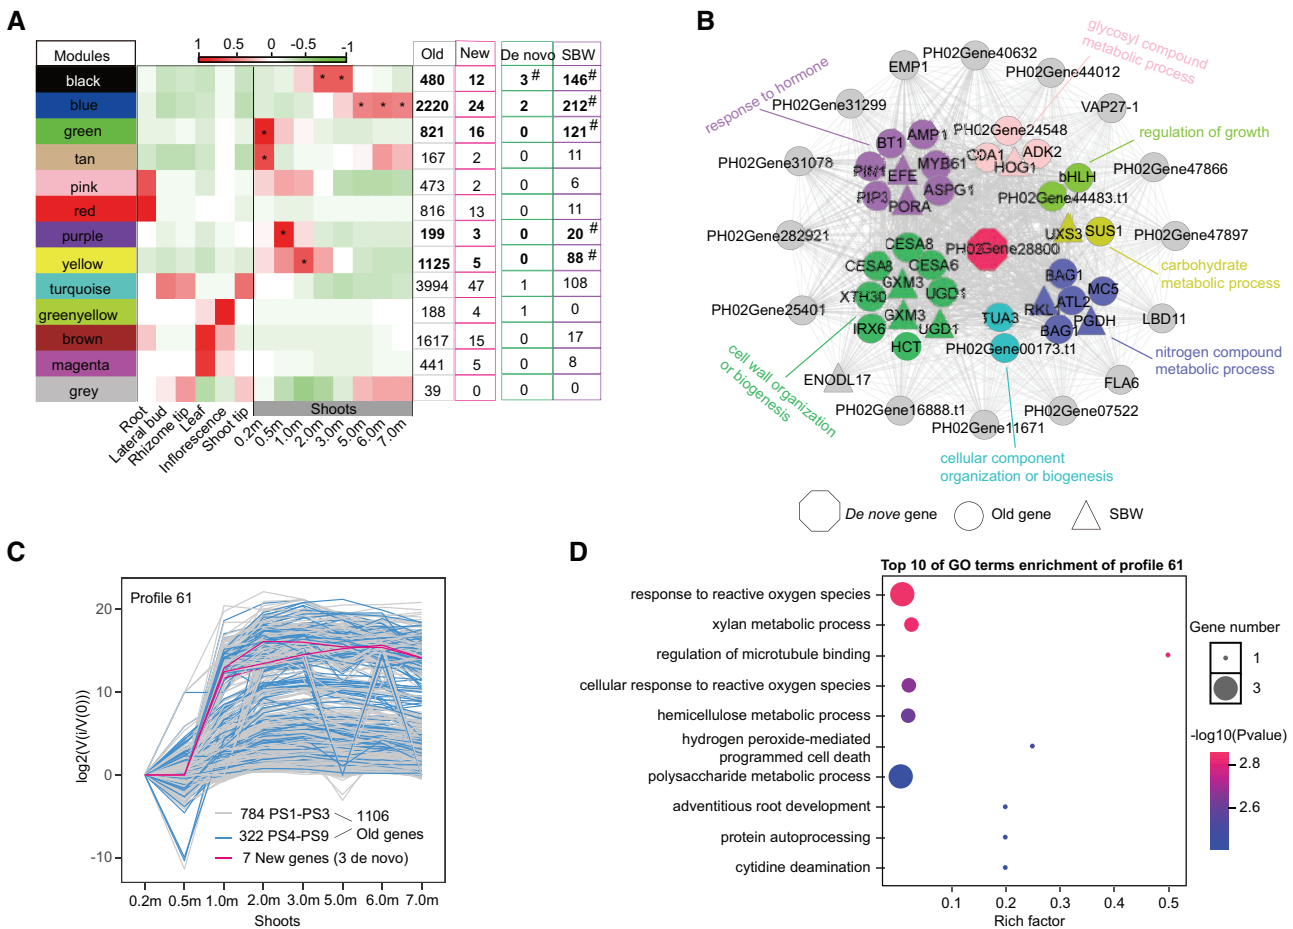 A
1 0.5 0 -0.5 -1
Modules Old New De novo SBW
black * * 480 12 3 # 146#
blue * * * 2220 24 2 212#
green * 821 16 0 121#
tan * 167 2 0 11
pink 473 2 0 6
red 816 13 0 11
purple * 199 3 0 20 #
yellow * 1125 5 0 88 #
turquoise 3994 47 1 108
greenyellow 188 4 1 0
brown 1617 15 0 17
magenta 441 5 0 8
grey 39 0 0 0
Shoots
Root Lateral bud Rhizome tip Leaf Inflorescence Shoot tip 0.2m 0.5m 1.0m 2.0m 3.0m 5.0m 6.0m 7.0m
B
glycosyl compound
metabolic process
PH02Gene40632
EMP1
PH02Gene44012
response to hormone
PH02Gene31299
VAP27-1
PH02Gene24548
regulation of growth
BT1 AMP1
CDA1 ADK2
HOG1
PH02Gene31078
PIN1 EFE MYB61
bHLH
PH02Gene47866
PIP3 PORA ASPG1
PH02Gene44483.t1
PH02Gene282921
CESA8
PH02Gene28800
UXS3 SUS1
PH02Gene47897
CESA8 CESA6
BAG1
carbohydrate
metabolic process
GXM3
XTH30 UGD1
MC5
RKL1 ATL2
PH02Gene25401
GXM3
IRX6 UGD1
TUA3
BAG1 PGDH
LBD11
HCT
PH02Gene00173.t1
cell wall organization
or biogenesis
nitrogen compound
metabolic process
ENODL17
FLA6
PH02Gene16888.t1
PH02Gene07522
PH02Gene11671
cellular component
organization or biogenesis
De nove gene Old gene SBW
C
Profile 61
log2(V(i/V(0)))
20
10
0
-10
784 PS1-PS3
322 PS4-PS9
1106
Old genes
7 New genes (3 de novo)
0.2m 0.5m 1.0m 2.0m 3.0m 5.0m 6.0m 7.0m
Shoots
D
Top 10 of GO terms enrichment of profile 61
response to reactive oxygen species
xylan metabolic process
regulation of microtubule binding
cellular response to reactive oxygen species
hemicellulose metabolic process
hydrogen peroxide-mediated
programmed cell death
polysaccharide metabolic process
adventitious root development
protein autoprocessing
cytidine deamination
0.1 0.2 0.3 0.4 0.5
Rich factor
Gene number
1
3
-log10(Pvalue)
2.8
2.6